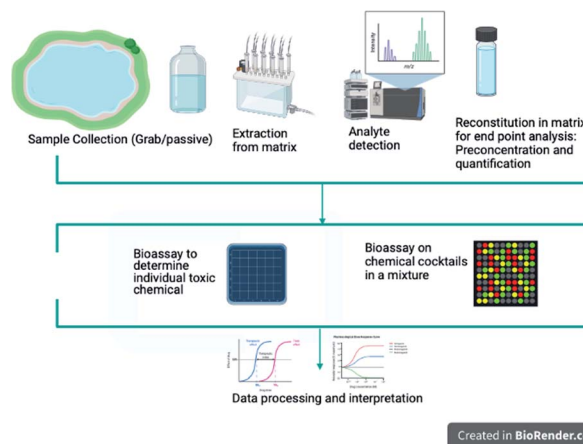 Intensity
m/z
Sample Collection (Grab/passive)
Extraction
from matrix
Analyte
detection
Reconstitution in matrix
for end point analysis:
Preconcentration and
quantification
Bioassay to
determine
individual toxic
chemical
Bioassay on
chemical cocktails
in a mixture
Data processing and interpretation
Created in BioRender.c